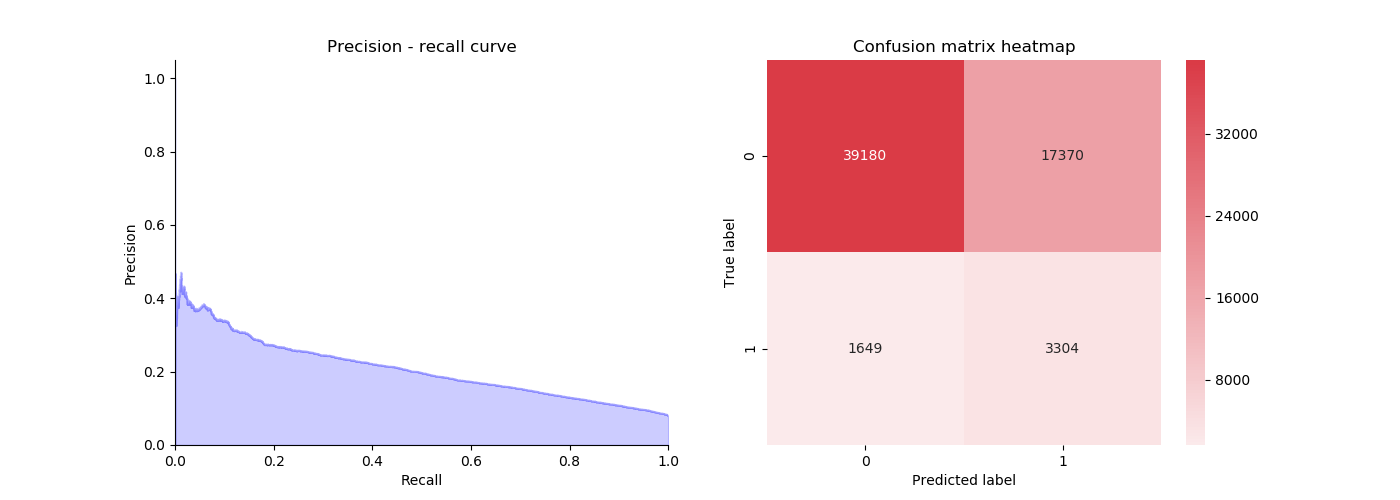 Precision - recall curve
1.0
0.8
0.6
0.4
0.2
0.0
Precision
0.0 0.2 0.4 0.6 0.8 1.0
Recall
Confusion matrix heatmap
True label
0
1
39180 17370
1649 3304
0 1
Predicted label
32000
24000
16000
8000